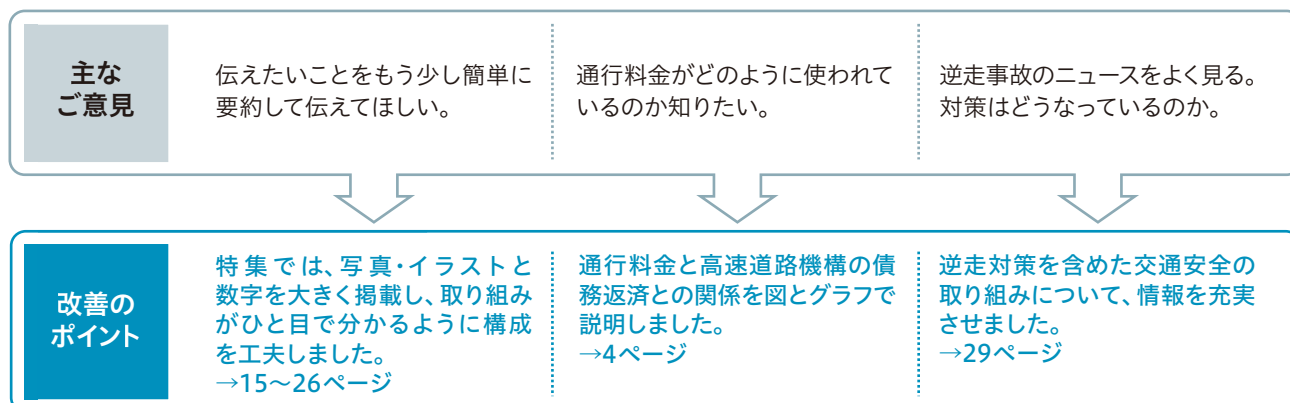 主な
ご意見
伝えたいことをもう少し簡単に
要約して伝えてほしい。
通行料金がどのように使われて
いるのか知りたい。
逆走事故のニュースをよく見る。
対策はどうなっているのか。
改善の
ポイント
特集では、写真・イラストと
数字を大きく掲載し、取り組み
がひと目で分かるように構成
を工夫しました。
→15〜26ページ
通行料金と高速道路機構の債
務返済との関係を図とグラフで
説明しました。
→4ページ
逆走対策を含めた交通安全の
取り組みについて、情報を充実
させました。
→29ページ